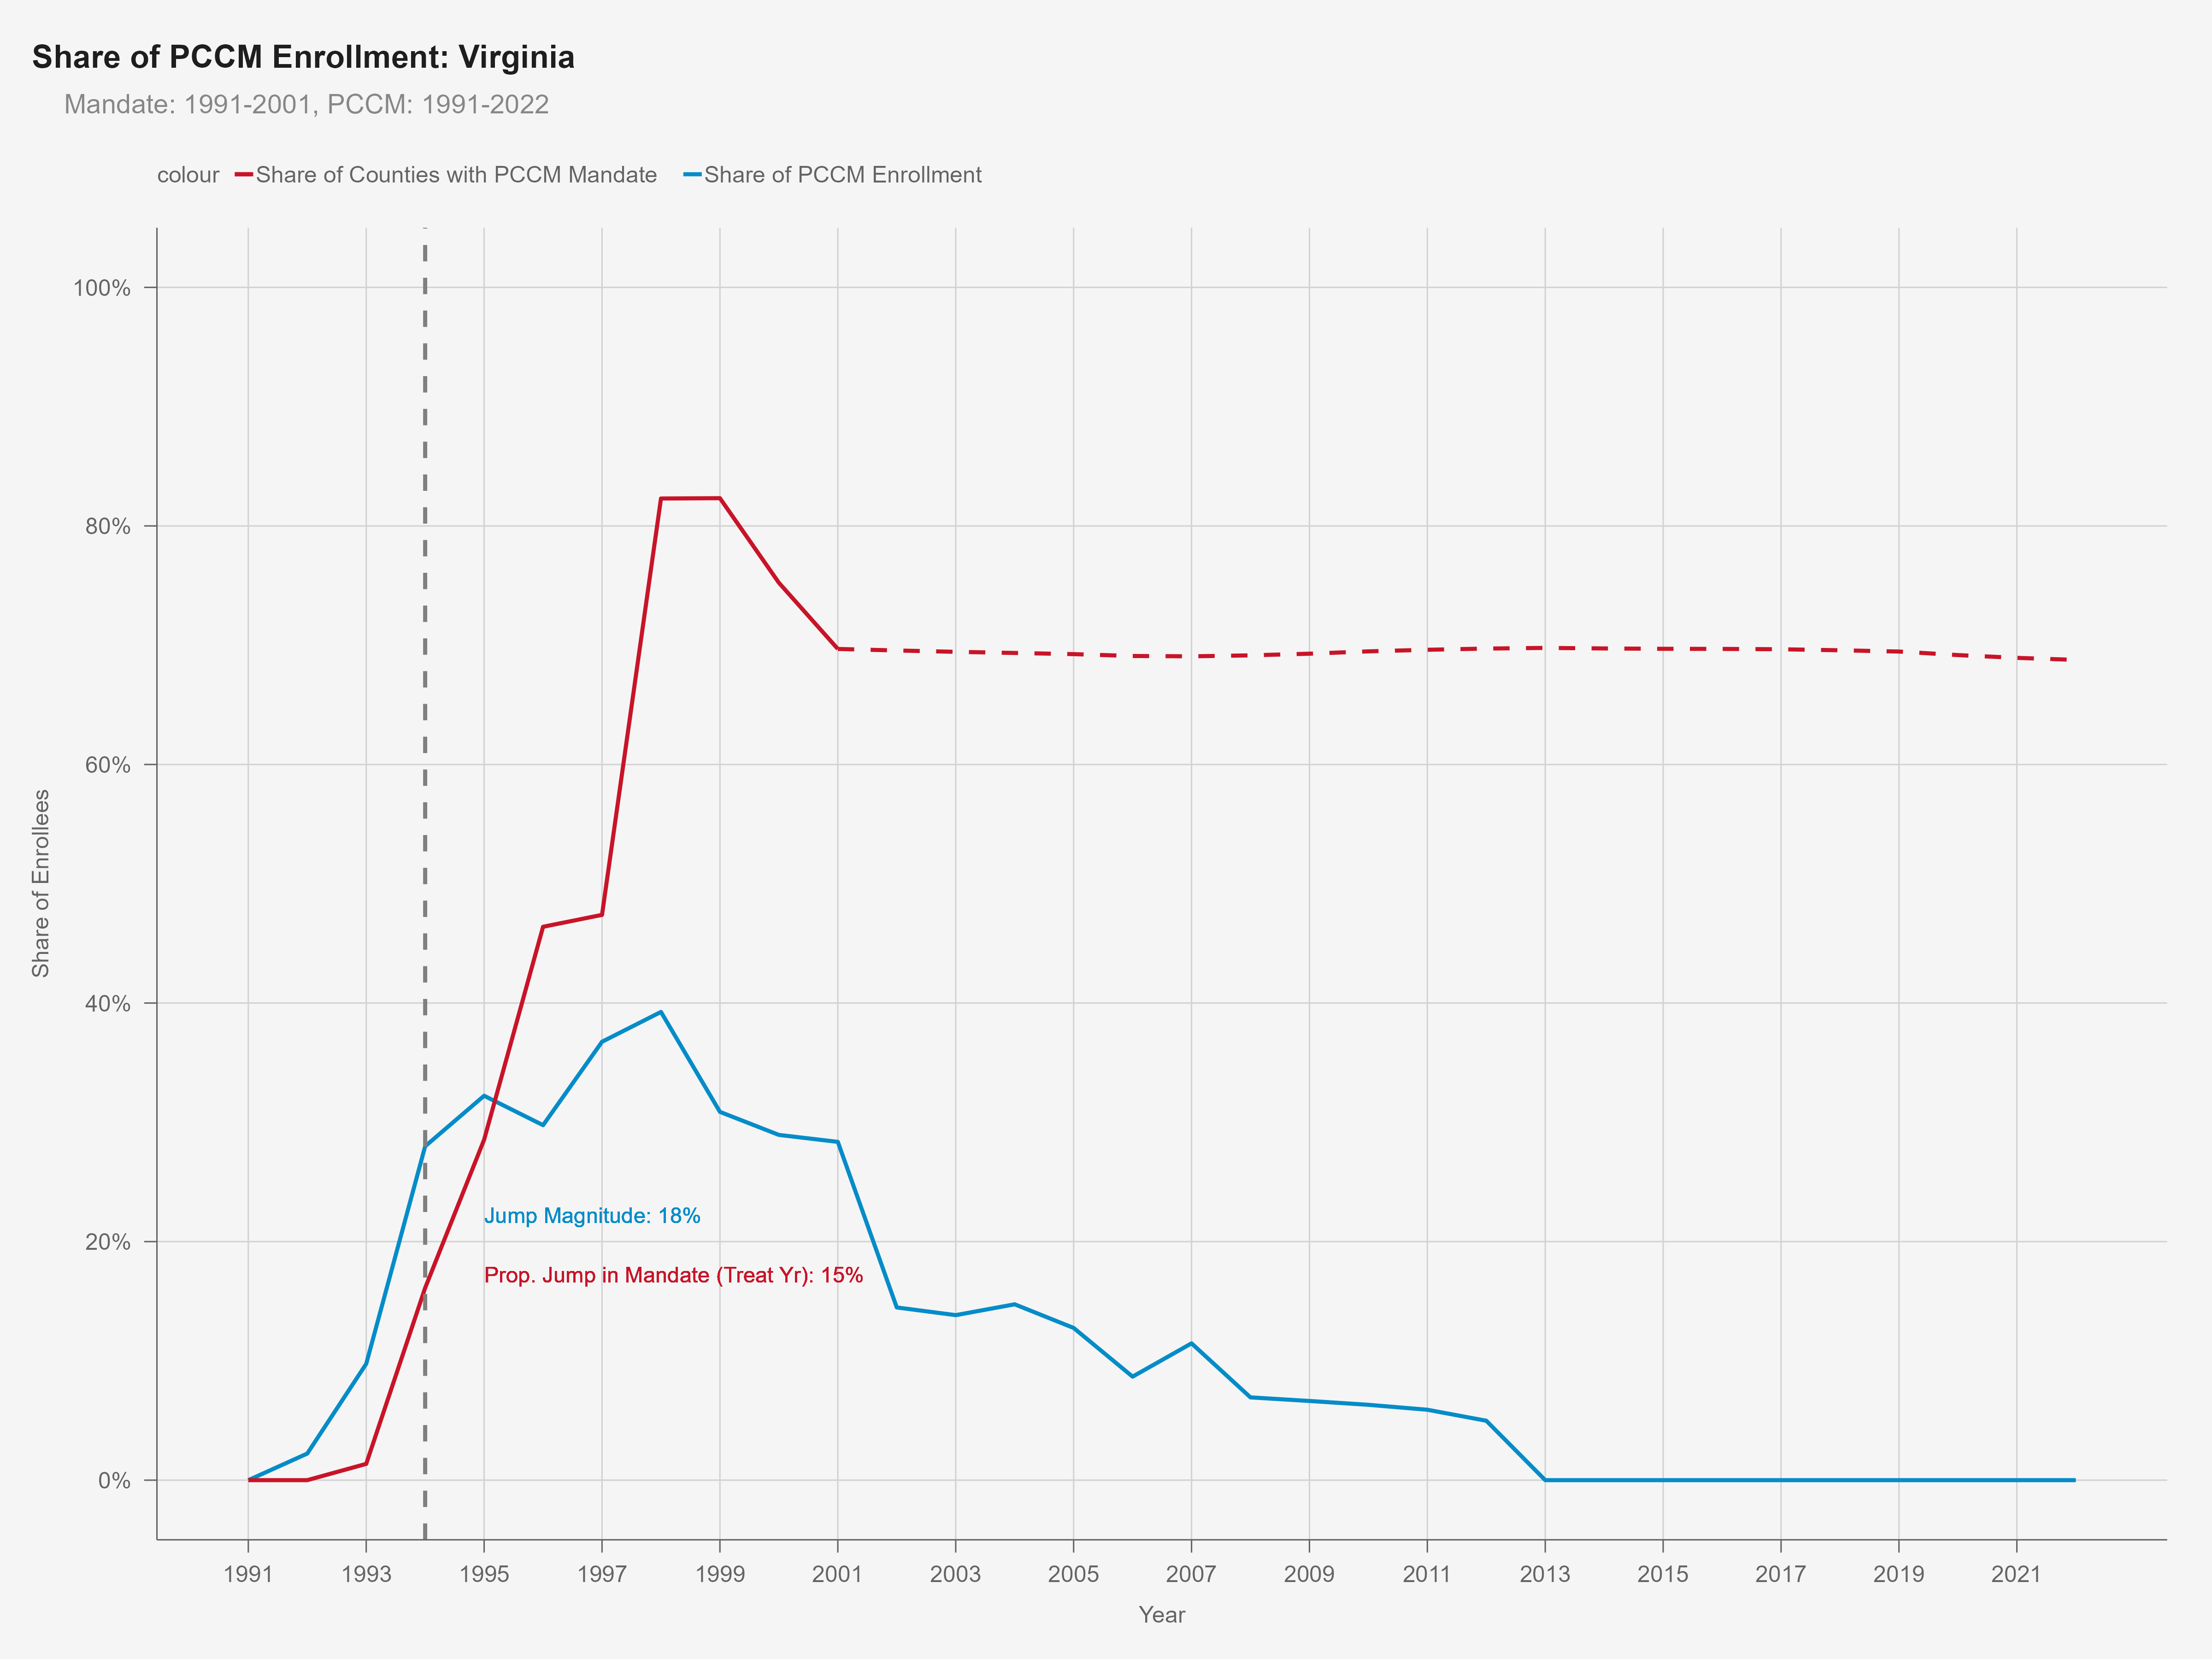 Share of PCCM Enrollment: Virginia
Mandate: 1991-2001, PCCM: 1991-2022
colour Share of Counties with PCCM Mandate Share of PCCM Enrollment
Share of Enrollees
100%
80%
60%
40%
20%
0%
Jump Magnitude: 18%
Prop. Jump in Mandate (Treat Yr): 15%
1991 1993 1995 1997 1999 2001 2003 2005 2007 2009 2011 2013 2015 2017 2019 2021
Year